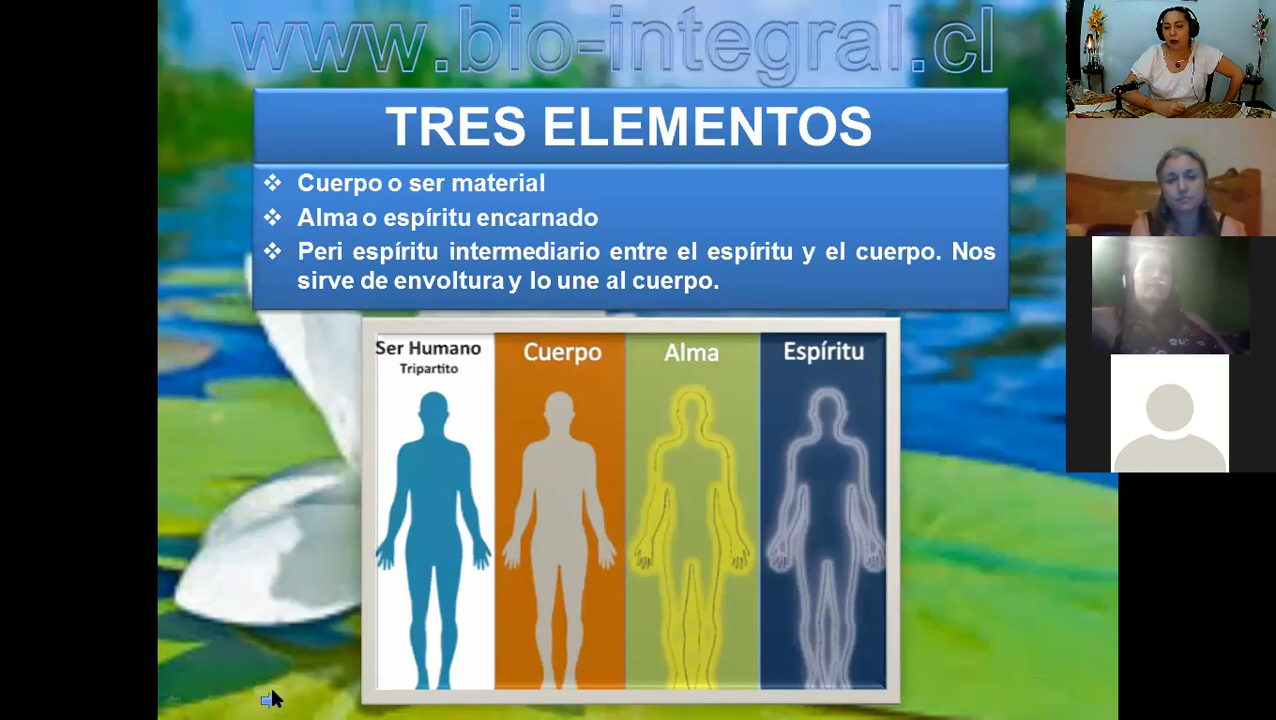 www.bio-integral.cl
TRES ELEMENTOS
❖ Cuerpo o ser material
❖ Alma o espíritu encarnado
❖ Peri espíritu intermediario entre el espíritu y el cuerpo. Nos
sirve de envoltura y lo une al cuerpo.
Ser Humano
Tripartito
Cuerpo
Alma
Espíritu